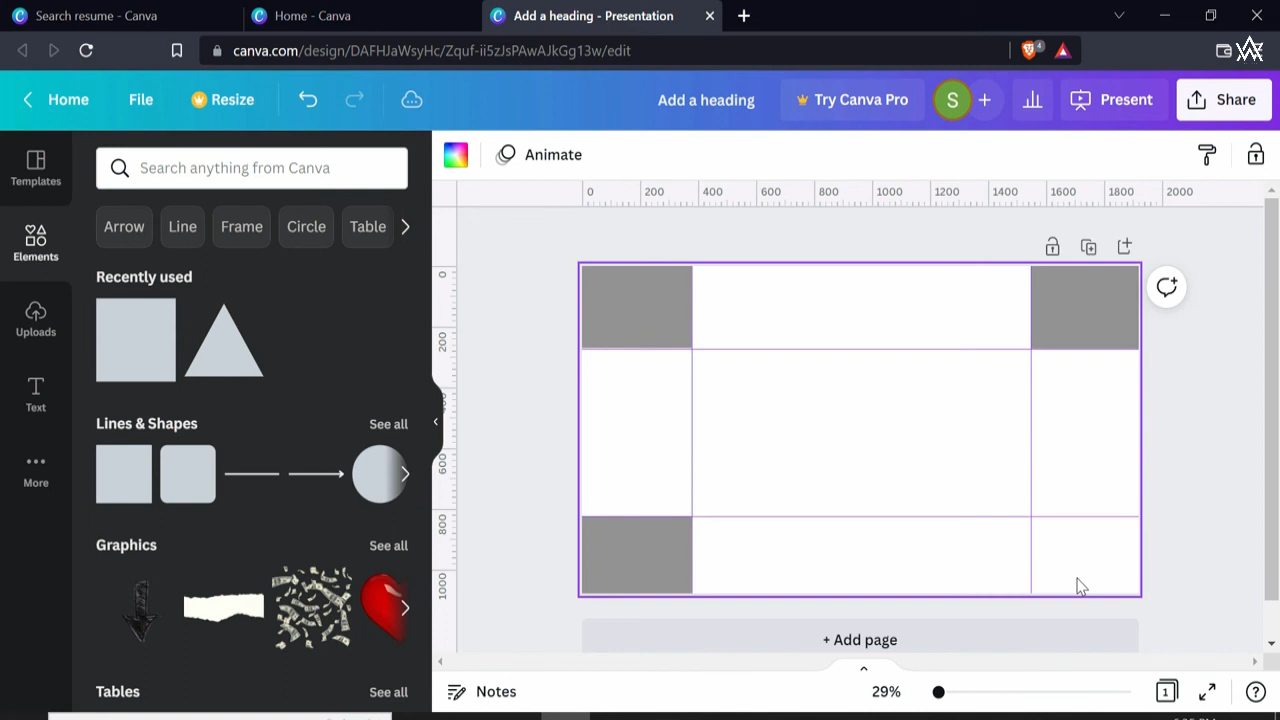 Search resume - Canva
Home - Canva
Add a heading - Presentation
canva.com/design/DAFHJaWsyHc/Zquf-ii5zJsPAwAJkGg13w/edit
4
Home
File
Resize
Add a heading
Try Canva Pro
S
Present
Share
Templates
Elements
Uploads
Text
More
Search anything from Canva
Arrow
Line
Frame
Circle
Table
Recently used
Lines & Shapes
See all
Graphics
See all
Tables
See all
Animate
0 200 400 600 800 1000 1200 1400 1600 1800 2000
0
200
600
800
1000
+ Add page
Notes
29%
1